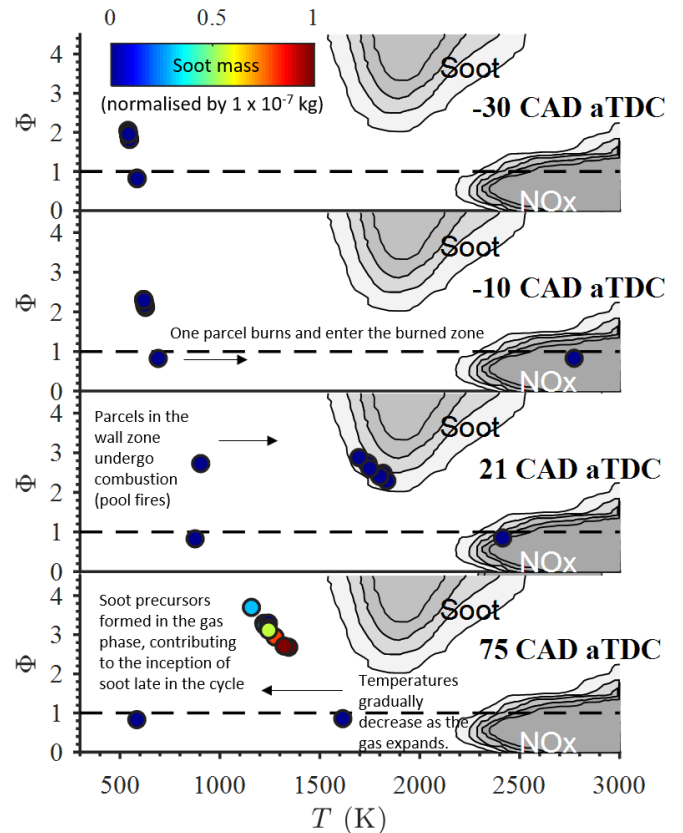 0 0.5 1
Soot mass
(normalised by 1 x 10⁻⁷ kg)
4
3
2
1
0
Φ
Soot
-30 CAD aTDC
NOx
4
3
2
1
0
Φ
Soot
-10 CAD aTDC
One parcel burns and enter the burned zone
NOx
4
3
2
1
0
Φ
Parcels in the
wall zone
undergo
combustion
(pool fires)
Soot
21 CAD aTDC
NOx
4
3
2
1
0
Φ
Soot precursors
formed in the gas
phase, contributing
to the inception of
soot late in the cycle
Soot
75 CAD aTDC
Temperatures
gradually
decrease as the
gas expands.
NOx
500 1000 1500 2000 2500 3000
T (K)